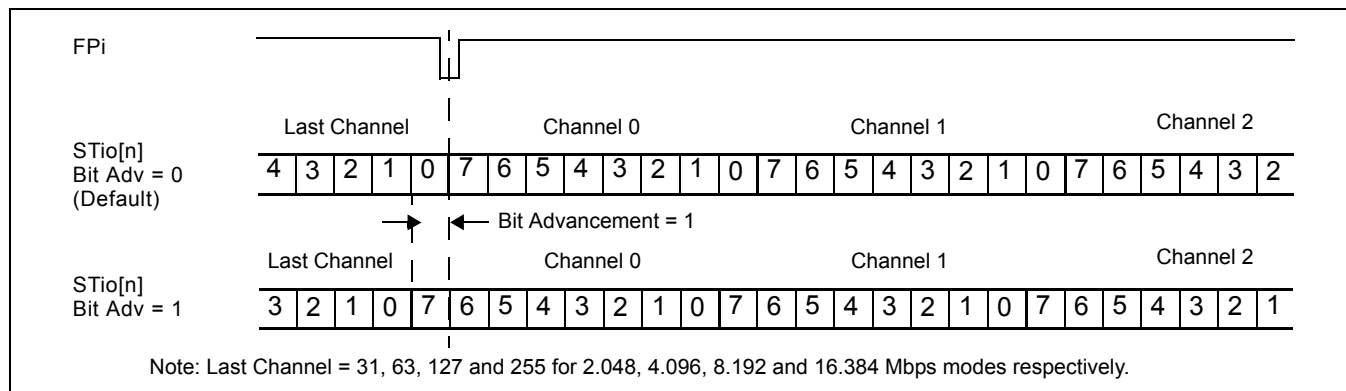 FPi
Last Channel Channel 0 Channel 1 Channel 2
STio[n]
Bit Adv = 0
(Default)
4 3 2 1 0 7 6 5 4 3 2 1 0 7 6 5 4 3 2 1 0 7 6 5 4 3 2
Bit Advancement = 1
Last Channel Channel 0 Channel 1 Channel 2
STio[n]
Bit Adv = 1
3 2 1 0 7 6 5 4 3 2 1 0 7 6 5 4 3 2 1 0 7 6 5 4 3 2 1
Note: Last Channel = 31, 63, 127 and 255 for 2.048, 4.096, 8.192 and 16.384 Mbps modes respectively.